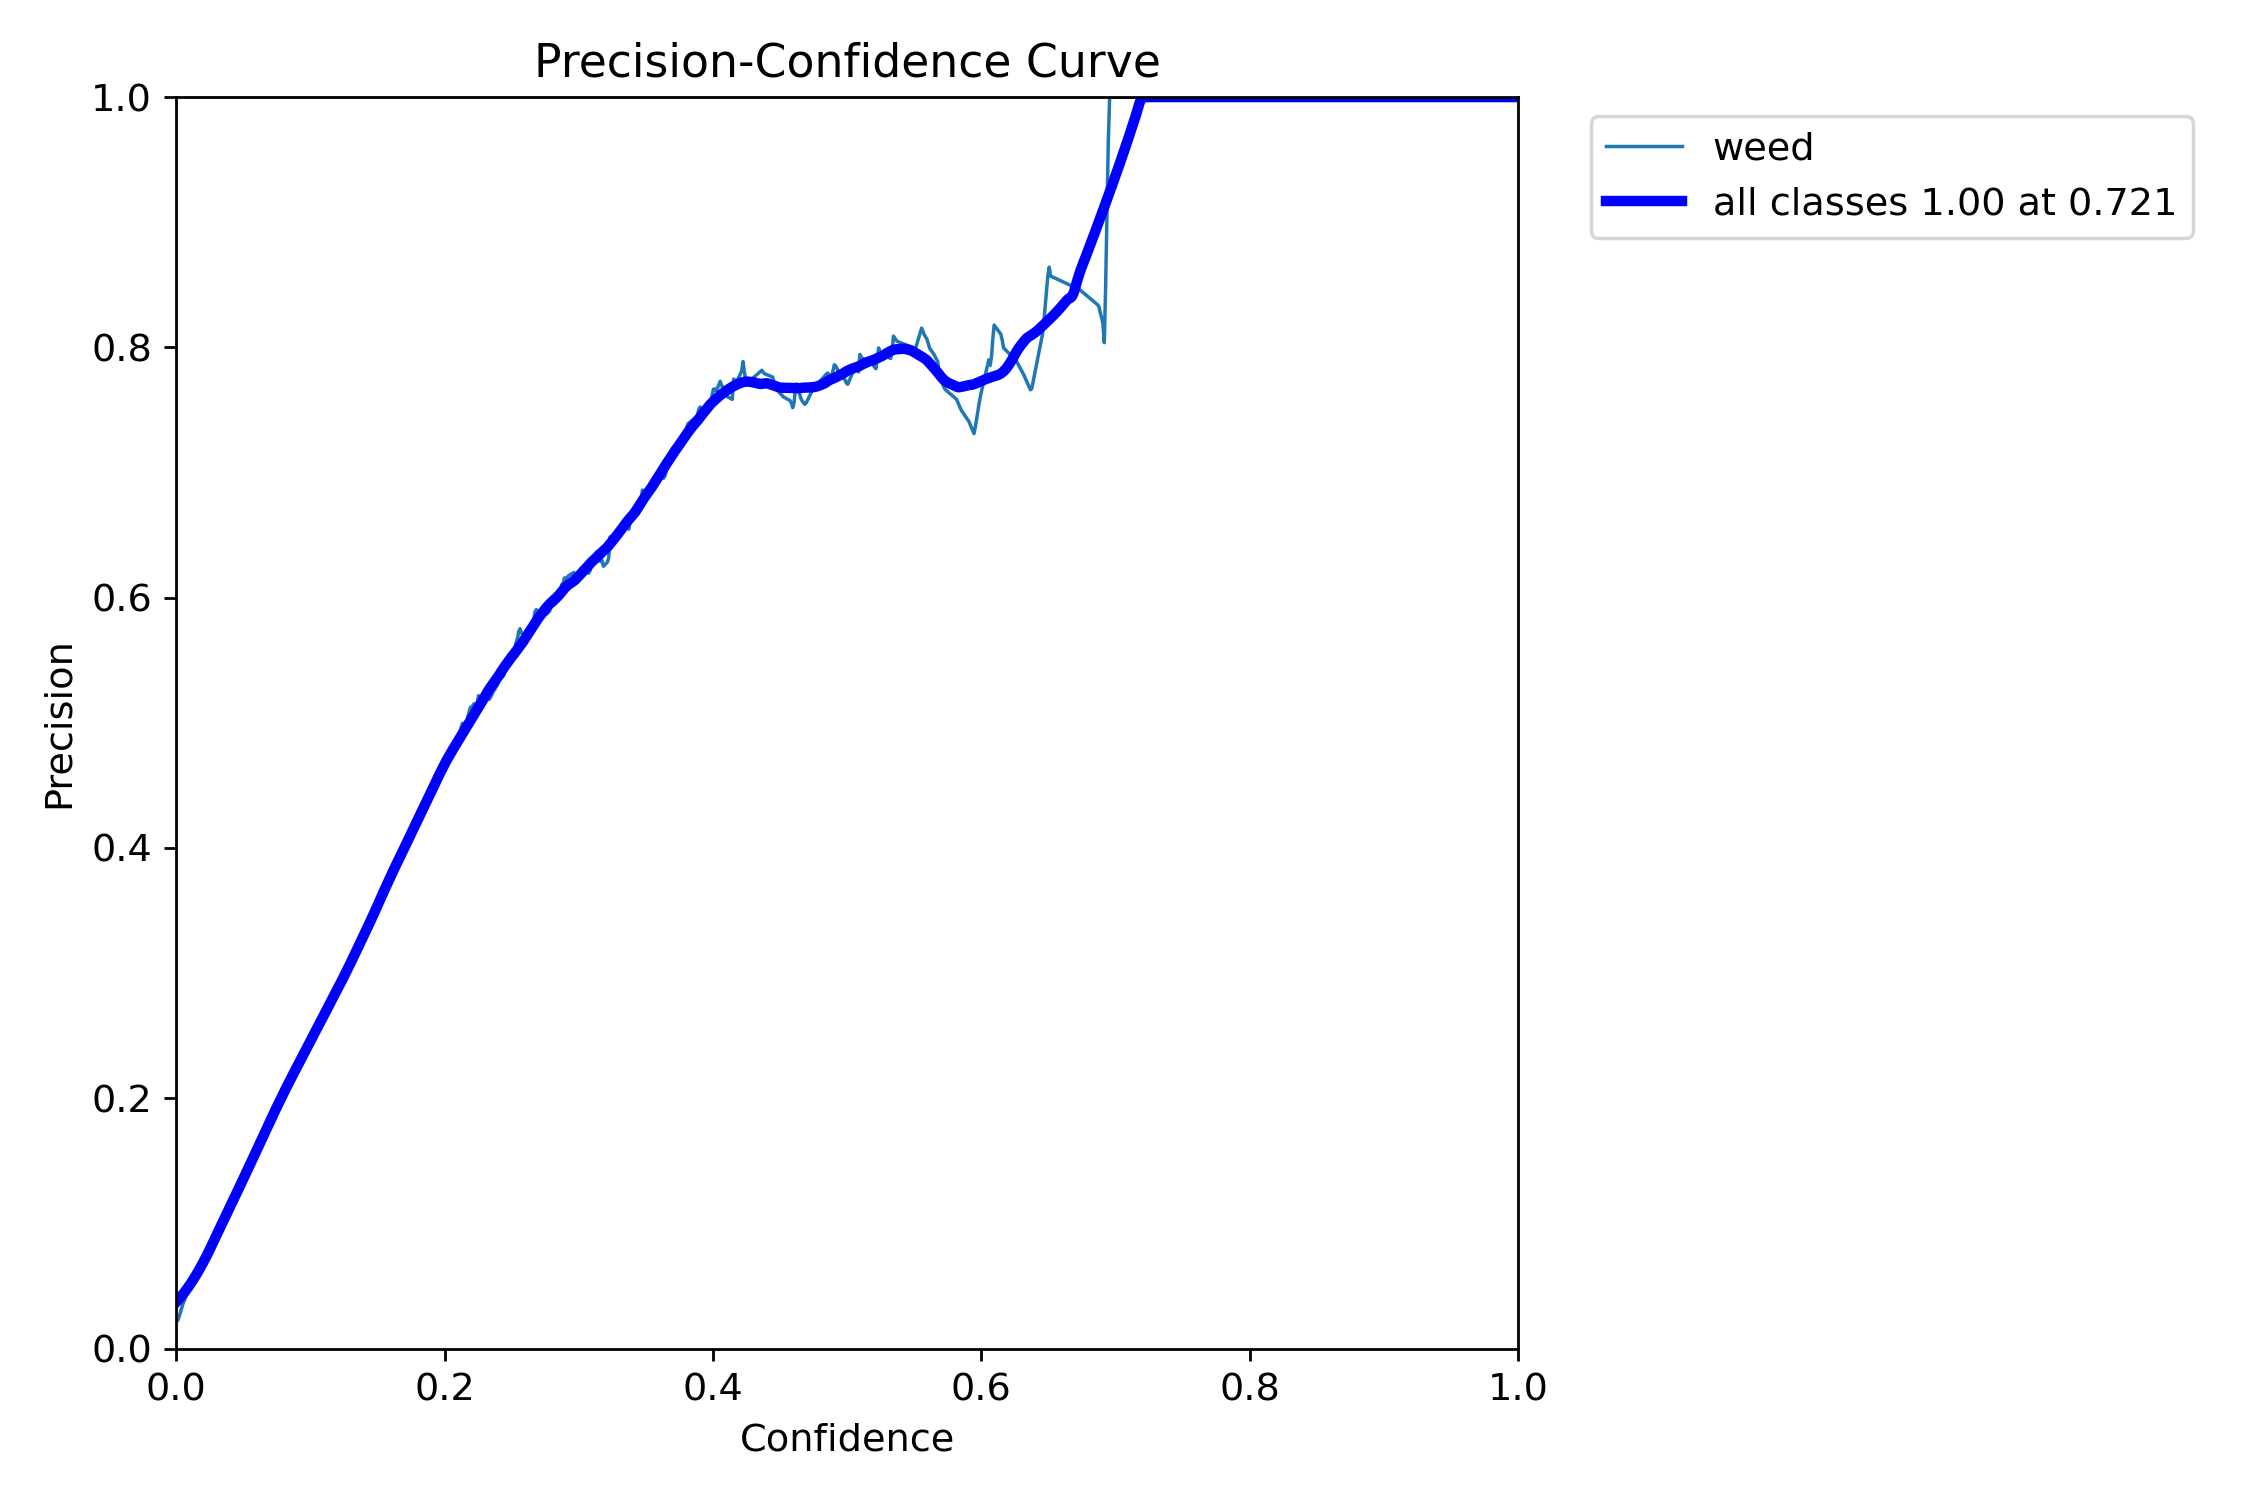 Precision-Confidence Curve
1.0
0.8
0.6
0.4
0.2
0.0
Precision
0.0 0.2 0.4 0.6 0.8 1.0
Confidence
weed
all classes 1.00 at 0.721